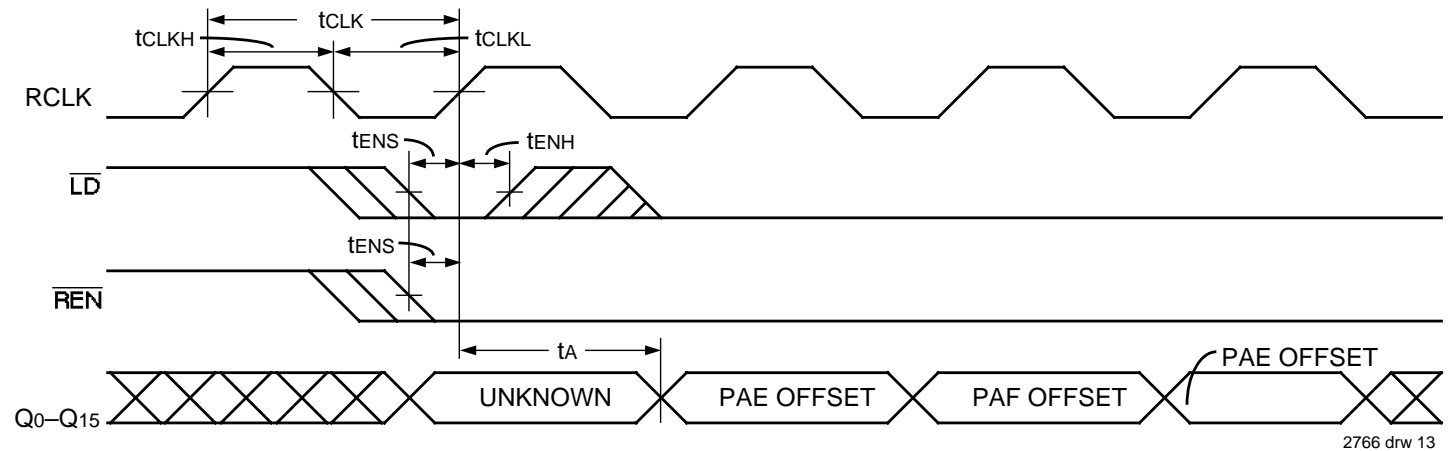 tCLK
tCLKH
tCLKL
RCLK
tENS
tENH
LD
tENS
REN
tA
PAE OFFSET
UNKNOWN
PAE OFFSET
PAF OFFSET
Q0–Q15
2766 drw 13